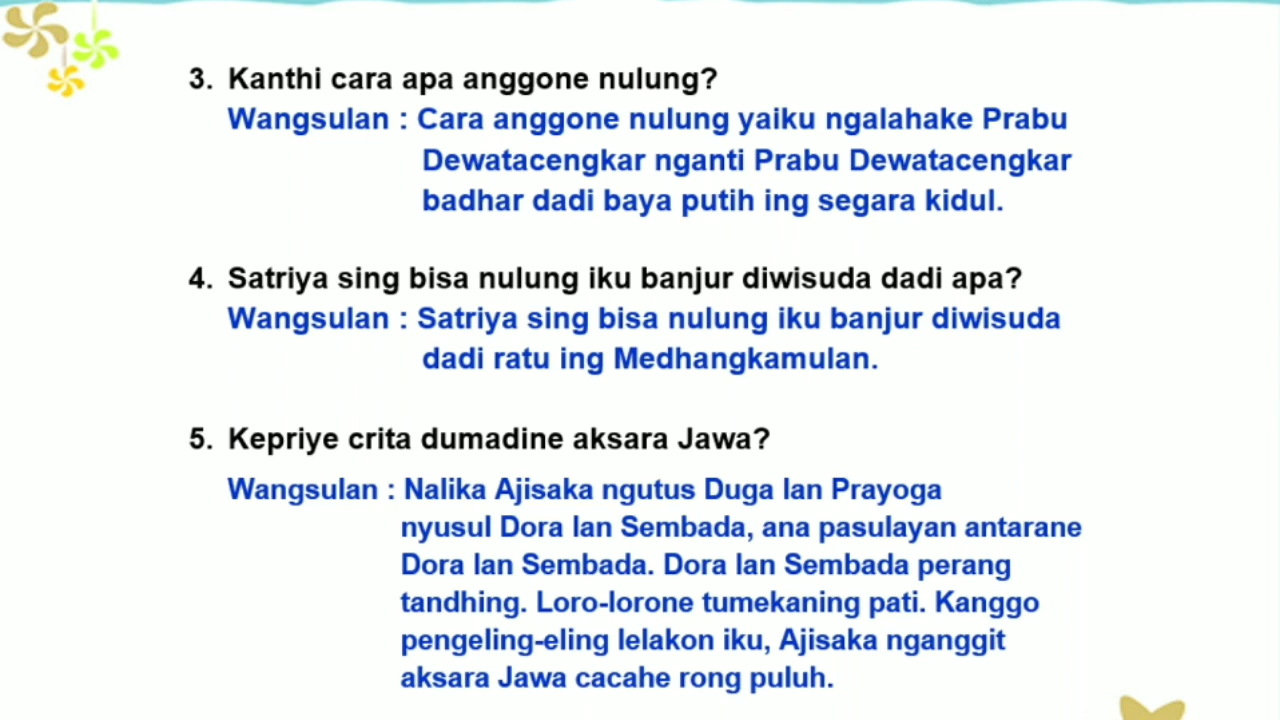 3. Kanthi cara apa anggone nulung?
Wangsulan : Cara anggone nulung yaiku ngalahake Prabu
Dewatacengkar nganti Prabu Dewatacengkar
badhar dadi baya putih ing segara kidul.
4. Satriya sing bisa nulung iku banjur diwisuda dadi apa?
Wangsulan : Satriya sing bisa nulung iku banjur diwisuda
dadi ratu ing Medhangkamulan.
5. Kepriye crita dumadine aksara Jawa?
Wangsulan : Nalika Ajisaka ngutus Duga lan Prayoga
nyusul Dora lan Sembada, ana pasulayan antarane
Dora lan Sembada. Dora lan Sembada perang
tandhing. Loro-lorone tumekaning pati. Kanggo
pengeling-eling lelakon iku, Ajisaka nganggit
aksara Jawa cacahe rong puluh.